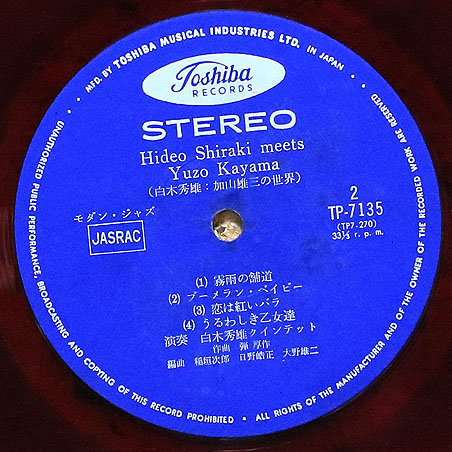 MFD. BY TOSHIBA MUSICAL INDUSTRIES LTD. IN JAPAN
Toshiba
RECORDS
STEREO
Hideo Shiraki meets
Yuzo Kayama
(白木秀雄:加山雄三の世界)
モダン・ジャズ
JASRAC
2
TP-7135
(TP7-270)
33⅓ r. p. m.
(1) 霧雨の舗道
(2) ブーメラン・ベイビー
(3) 恋は紅いバラ
(4) うるわしき乙女達
演奏 白木秀雄クインテット
作曲 弾厚作
編曲 稲垣次郎 日野皓正 大野雄二
UNAUTHORIZED PUBLIC PERFORMANCE, BROADCASTING AND COPYING OF THIS RECORD PROHIBITED • ALL RIGHTS OF THE MANUFACTURER AND OF THE OWNER OF THE RECORDED WORK ARE RESERVED